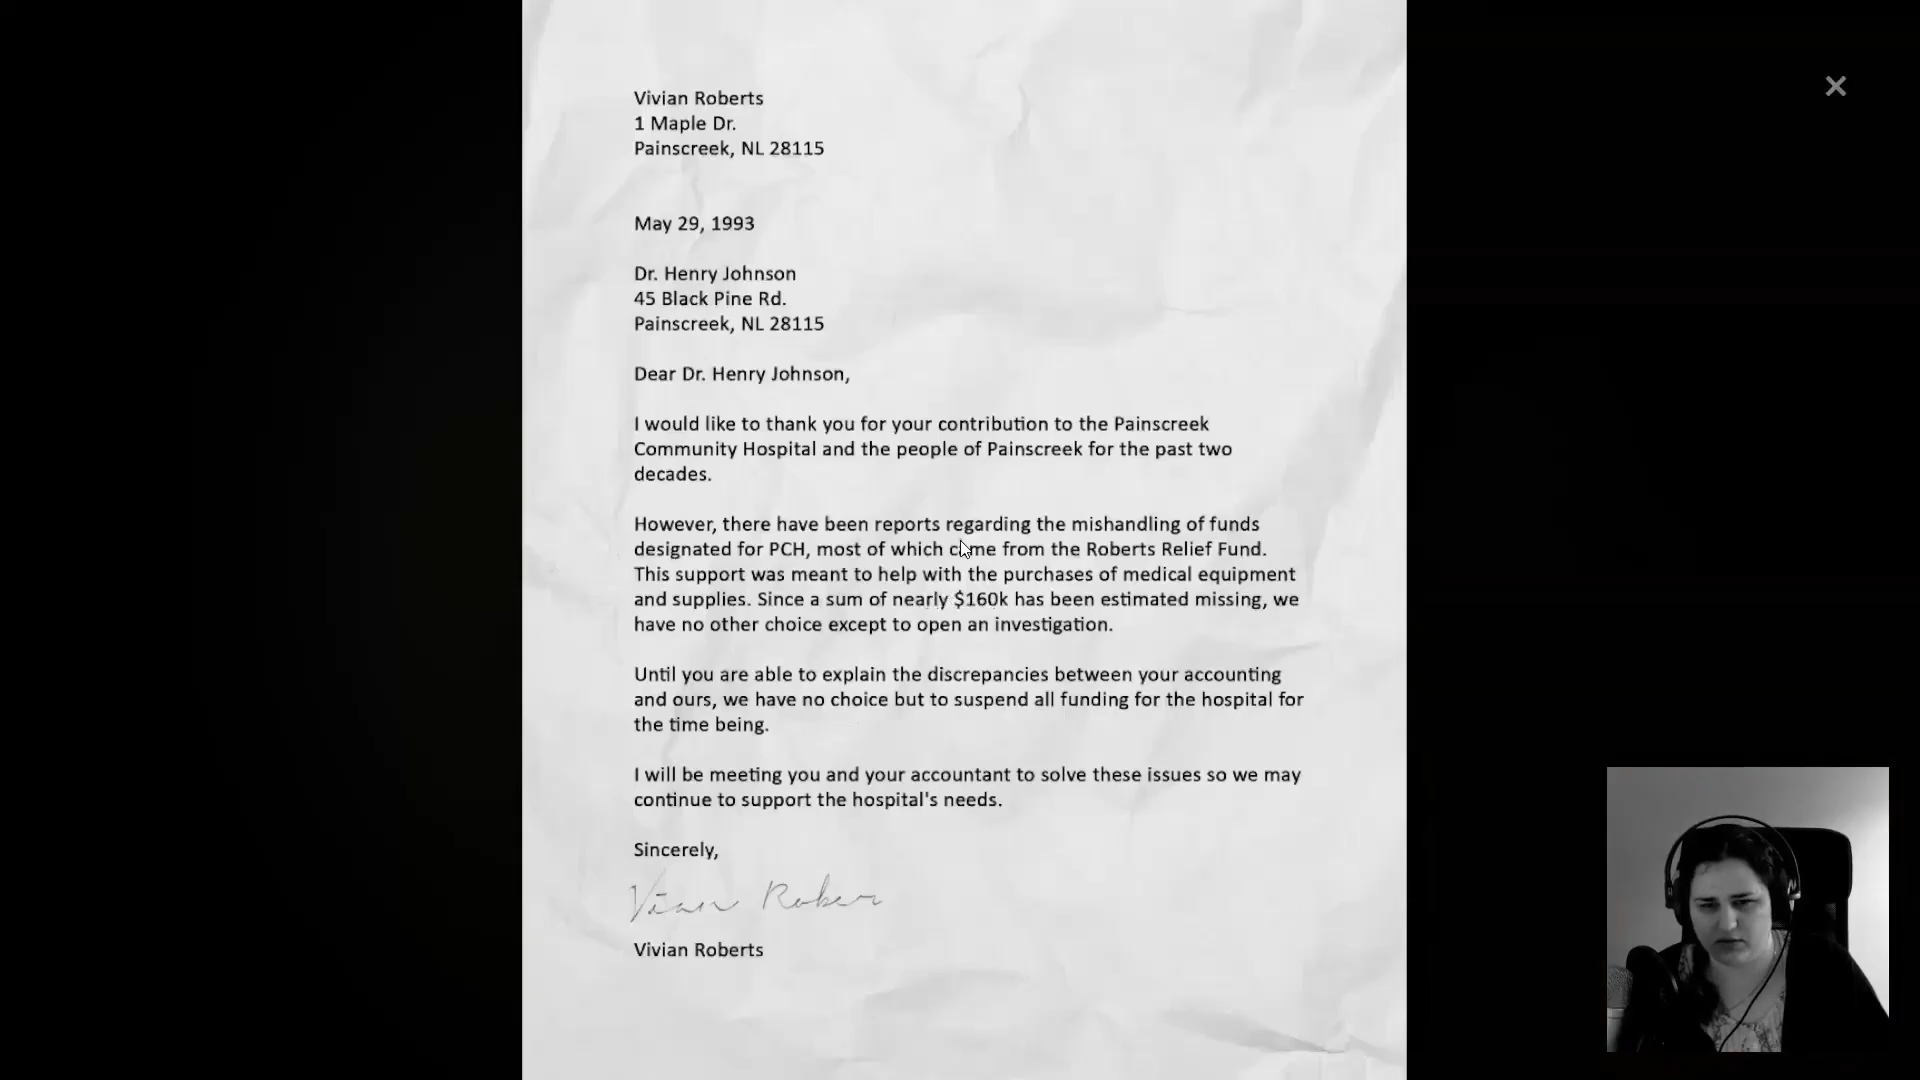 Vivian Roberts
1 Maple Dr.
Painscreek, NL 28115
May 29, 1993
Dr. Henry Johnson
45 Black Pine Rd.
Painscreek, NL 28115
Dear Dr. Henry Johnson,
I would like to thank you for your contribution to the Painscreek
Community Hospital and the people of Painscreek for the past two
decades.
However, there have been reports regarding the mishandling of funds
designated for PCH, most of which come from the Roberts Relief Fund.
This support was meant to help with the purchases of medical equipment
and supplies. Since a sum of nearly $160k has been estimated missing, we
have no other choice except to open an investigation.
Until you are able to explain the discrepancies between your accounting
and ours, we have no choice but to suspend all funding for the hospital for
the time being.
I will be meeting you and your accountant to solve these issues so we may
continue to support the hospital's needs.
Sincerely,
Vivian Roberts